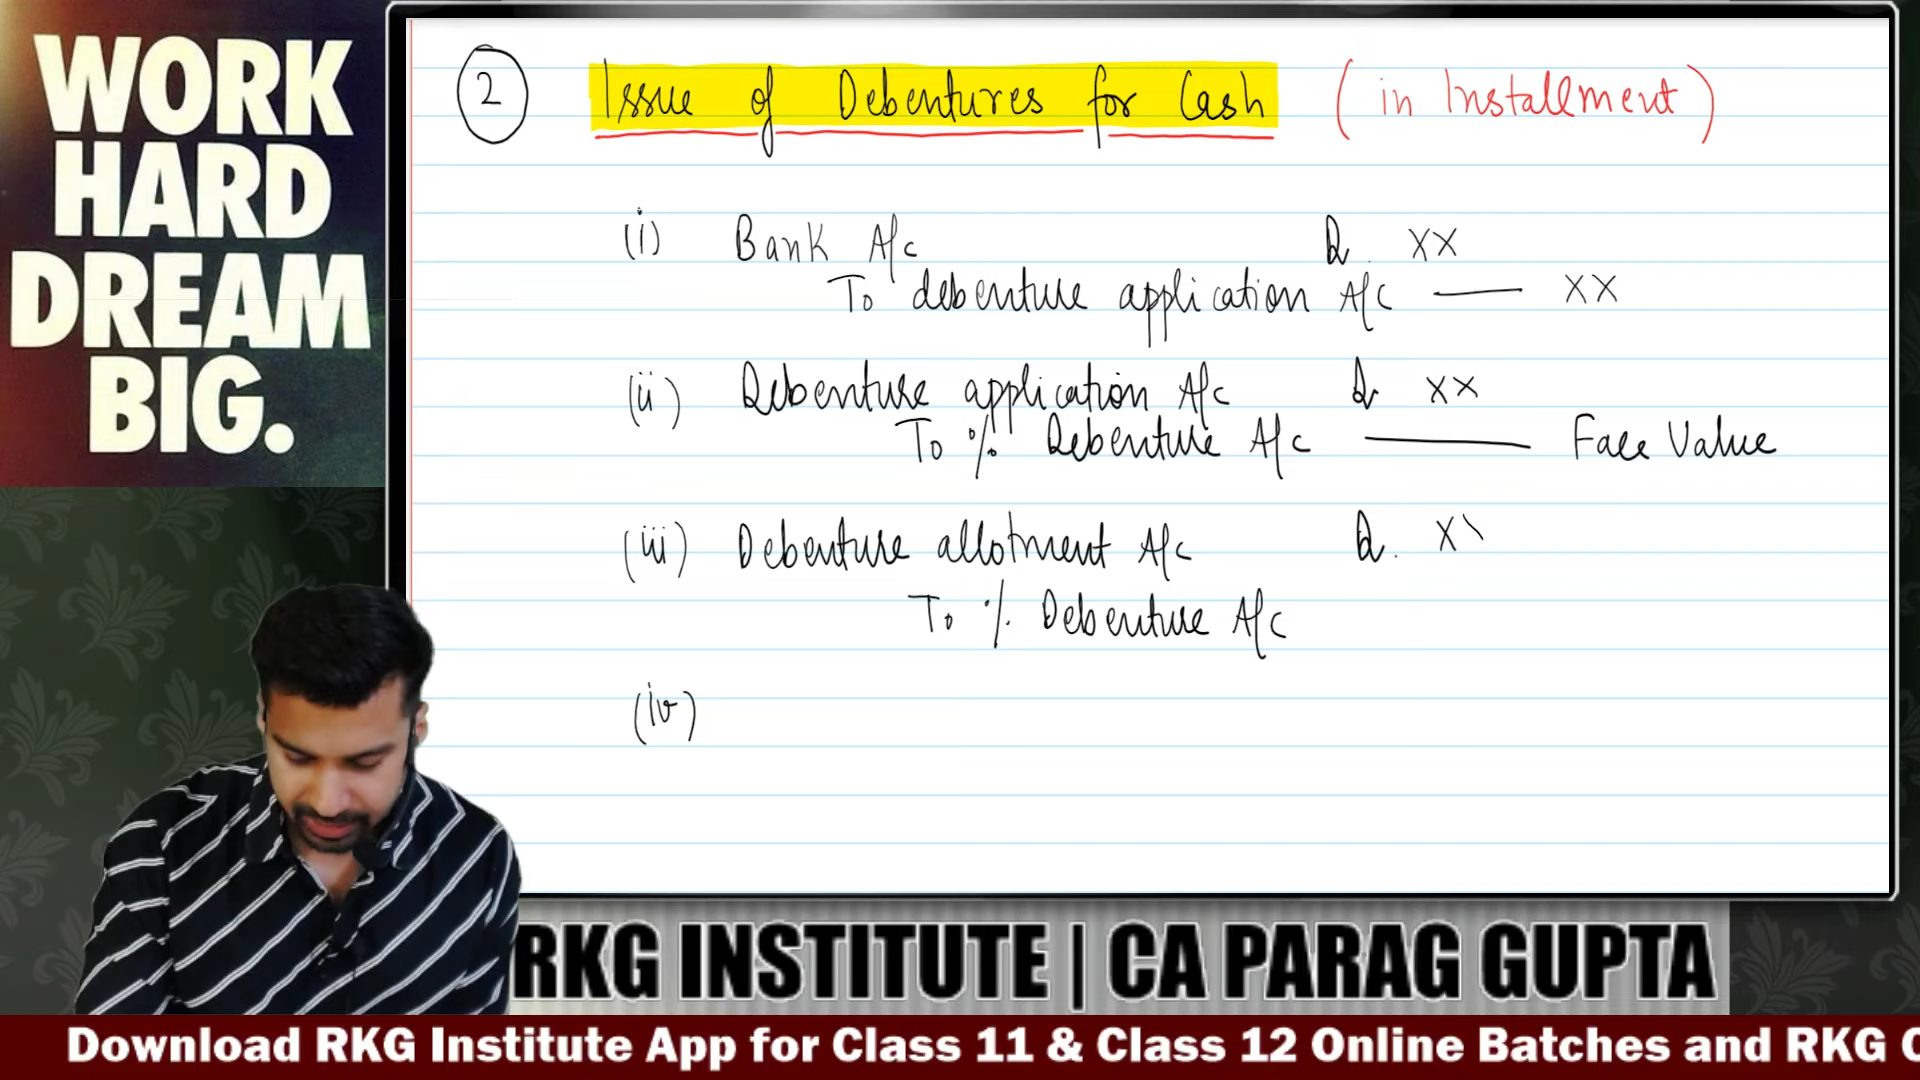 WORK
HARD
DREAM
BIG.
2 Issue of Debentures for Cash (in Installment)
(i) Bank A/c Dr. XX
To debenture application A/c — XX
(ii) Debenture application A/c Dr XX
To % Debenture A/c — Face Value
(iii) Debenture allotment A/c Dr. X\
To % Debenture A/c
(iv)
RKG INSTITUTE | CA PARAG GUPTA
Download RKG Institute App for Class 11 & Class 12 Online Batches and RKG